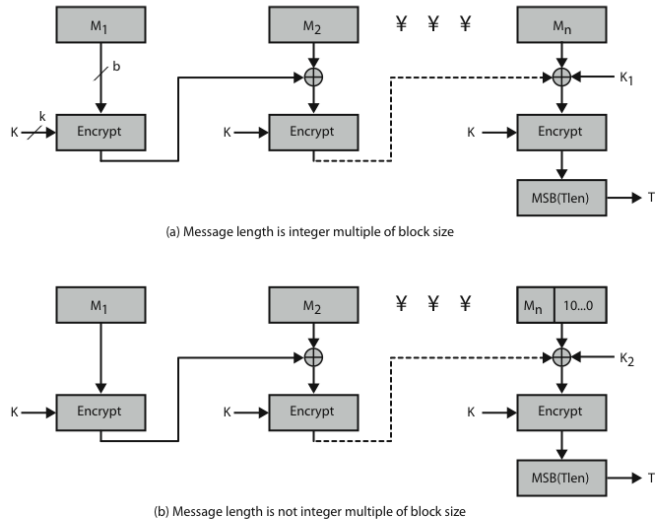 M1 M2 ¥ ¥ ¥ Mn
b
K1
k
K Encrypt K Encrypt K Encrypt
MSB(Tlen) T
(a) Message length is integer multiple of block size
M1 M2 ¥ ¥ ¥ Mn 10...0
K2
K Encrypt K Encrypt K Encrypt
MSB(Tlen) T
(b) Message length is not integer multiple of block size